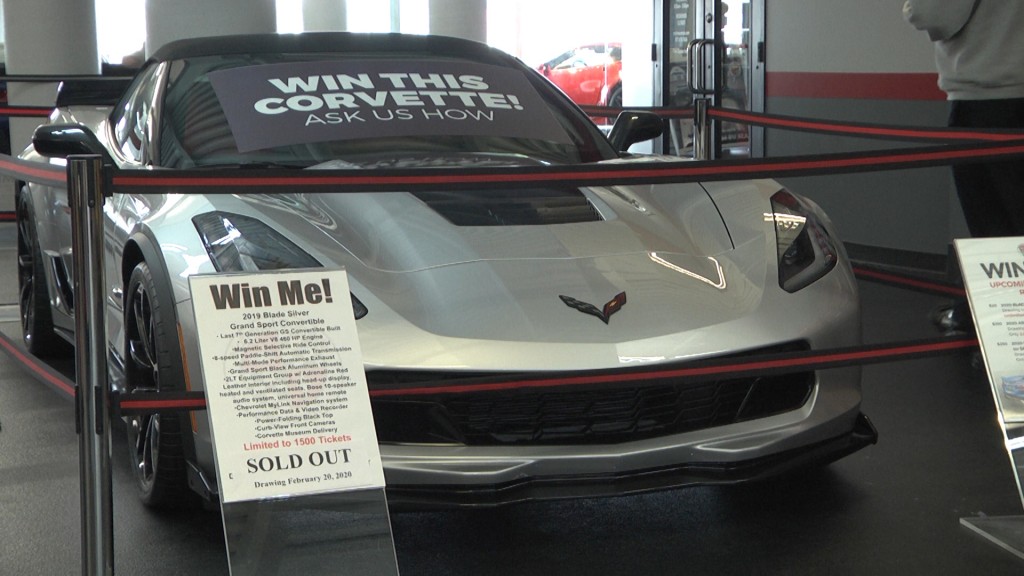 WIN THIS
CORVETTE!
ASK US HOW
Win Me!
2019 Blade Silver
Grand Sport Convertible
- Last 7th Generation GS Convertible Built
- 6.2 Liter V8 460 HP Engine
-Magnetic Selective Ride Control
-8-speed Paddle-Shift Automatic Transmission
-Multi-Mode Performance Exhaust
-Grand Sport Black Aluminum Wheels
-2LT Equipment Group w/ Adrenaline Red
Leather interior including head-up display,
heated and ventilated seats, Bose 10-speaker
audio system, universal home remote
-Chevrolet MyLink Navigation system
-Performance Data & Video Recorder
-Power-Folding Black Top
-Curb-View Front Cameras
-Corvette Museum Delivery
Limited to 1500 Tickets
SOLD OUT
Drawing February 20, 2020
WIN
UPCOMI